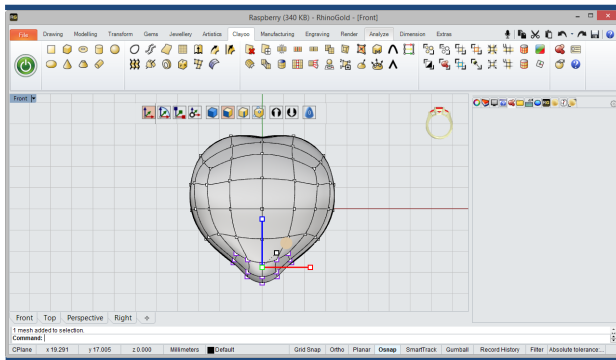 Raspberry (340 KB) - RhinoGold - [Front]
File Drawing Modelling Transform Gems Jewellery Artistics Clayoo Manufacturing Engraving Render Analyze Dimension Extras
Front
Front Top Perspective Right
1 mesh added to selection.
Command:
CPlane x 19.291 y 17.005 z 0.000 Millimeters Default Grid Snap Ortho Planar Osnap SmartTrack Gumball Record History Filter Absolute tolerance:...